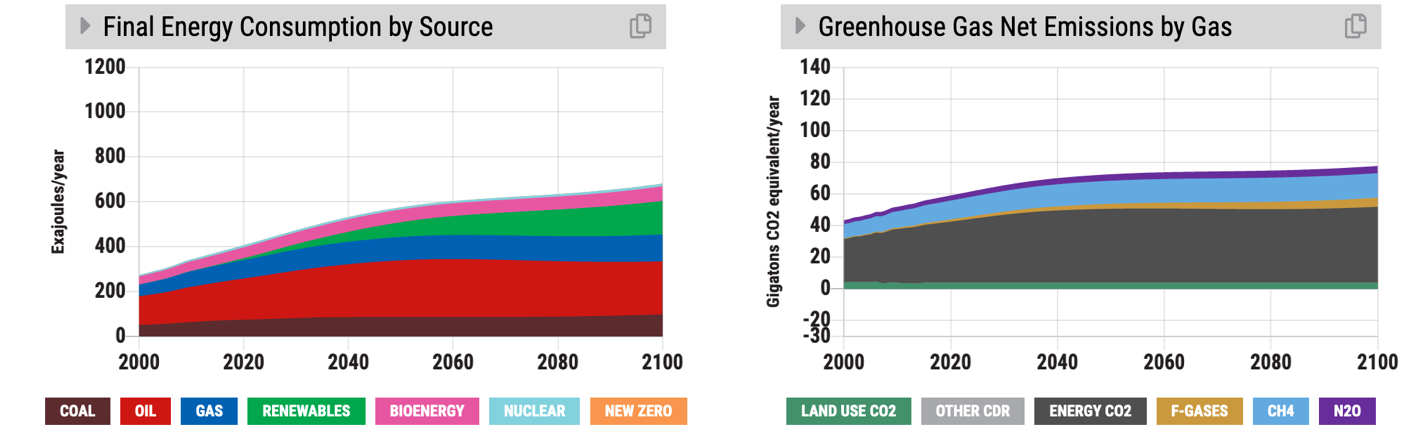 Final Energy Consumption by Source
Exajoules/year
1200
1000
800
600
400
200
0
2000 2020 2040 2060 2080 2100
COAL OIL GAS RENEWABLES BIOENERGY NUCLEAR NEW ZERO
Greenhouse Gas Net Emissions by Gas
Gigatons CO2 equivalent/year
140
120
100
80
60
40
20
0
-20
-30
2000 2020 2040 2060 2080 2100
LAND USE CO2 OTHER CDR ENERGY CO2 F-GASES CH4 N2O